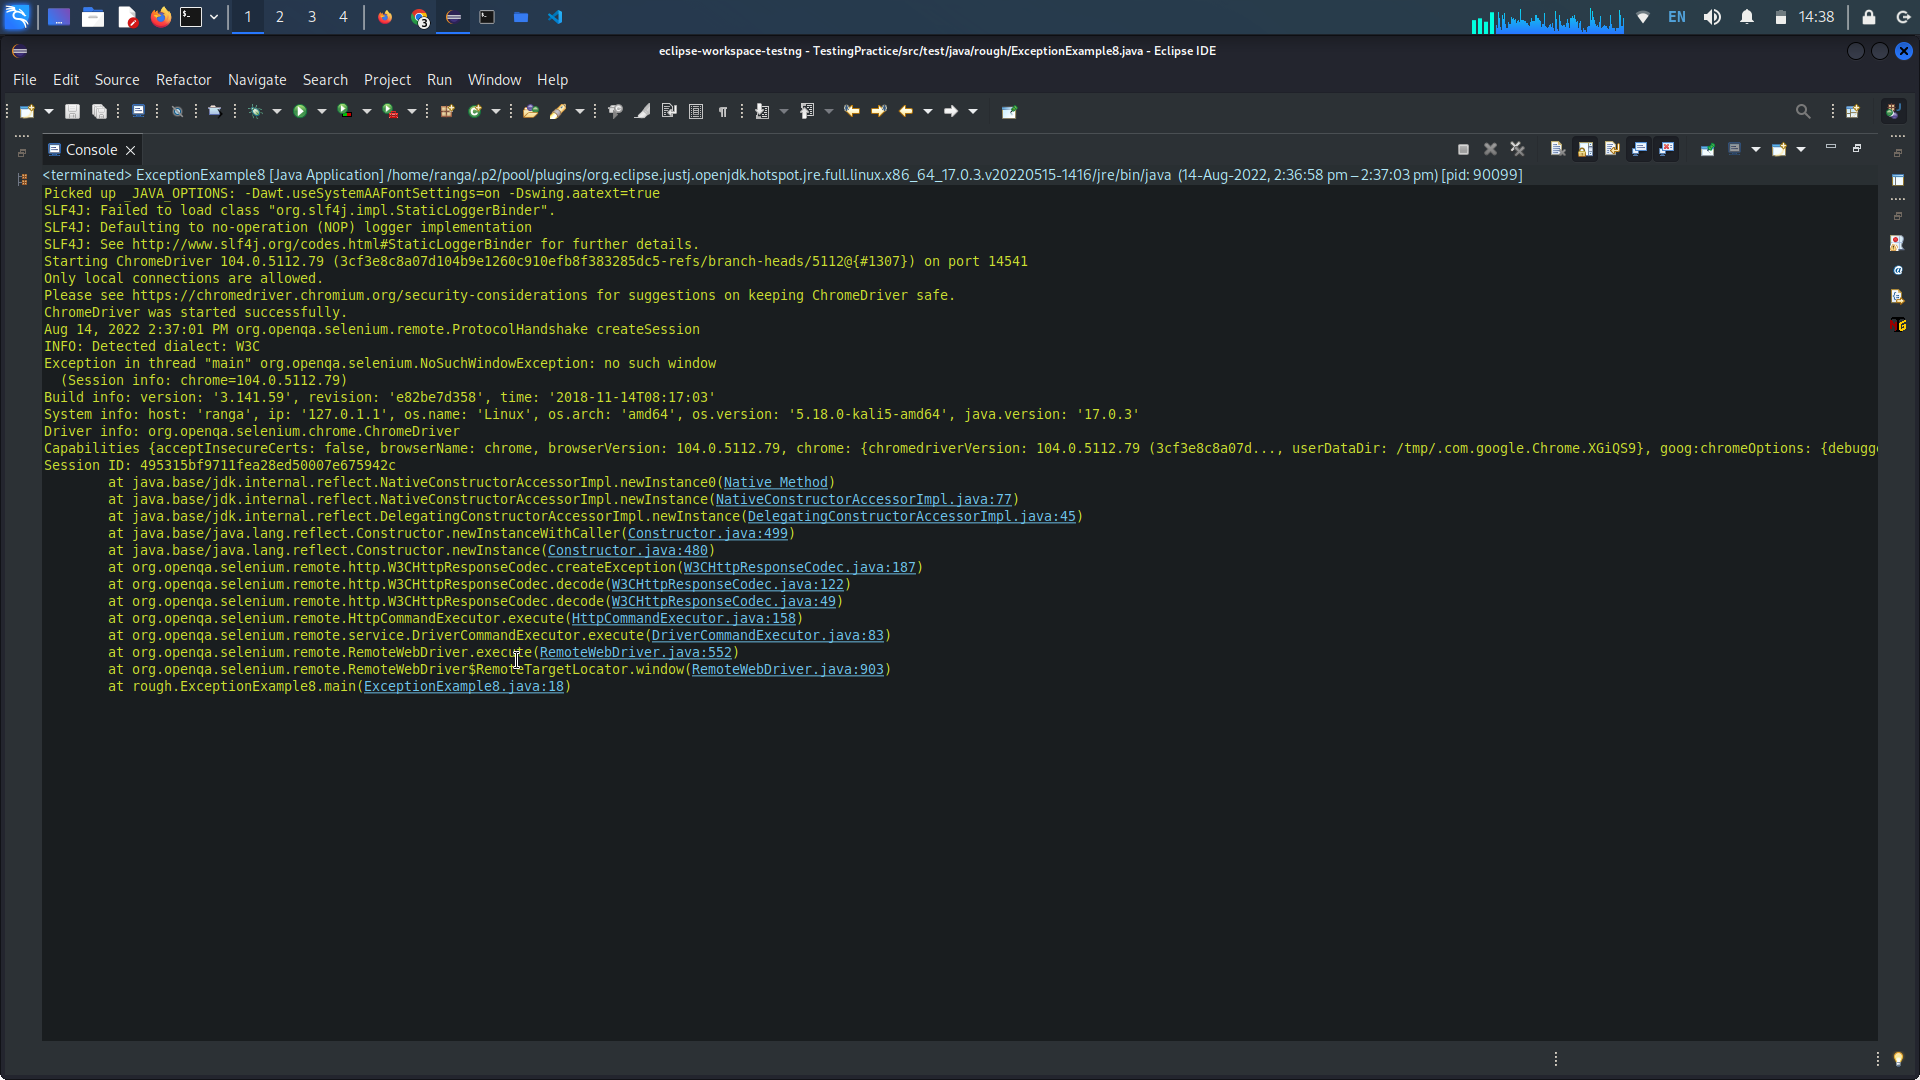 1 2 3 4 3 EN 14:38
eclipse-workspace-testng - TestingPractice/src/test/java/rough/ExceptionExample8.java - Eclipse IDE
File Edit Source Refactor Navigate Search Project Run Window Help
Console
<terminated> ExceptionExample8 [Java Application] /home/ranga/.p2/pool/plugins/org.eclipse.justj.openjdk.hotspot.jre.full.linux.x86_64_17.0.3.v20220515-1416/jre/bin/java (14-Aug-2022, 2:36:58 pm – 2:37:03 pm) [pid: 90099]
Picked up _JAVA_OPTIONS: -Dawt.useSystemAAFontSettings=on -Dswing.aatext=true
SLF4J: Failed to load class "org.slf4j.impl.StaticLoggerBinder".
SLF4J: Defaulting to no-operation (NOP) logger implementation
SLF4J: See http://www.slf4j.org/codes.html#StaticLoggerBinder for further details.
Starting ChromeDriver 104.0.5112.79 (3cf3e8c8a07d104b9e1260c910efb8f383285dc5-refs/branch-heads/5112@{#1307}) on port 14541
Only local connections are allowed.
Please see https://chromedriver.chromium.org/security-considerations for suggestions on keeping ChromeDriver safe.
ChromeDriver was started successfully.
Aug 14, 2022 2:37:01 PM org.openqa.selenium.remote.ProtocolHandshake createSession
INFO: Detected dialect: W3C
Exception in thread "main" org.openqa.selenium.NoSuchWindowException: no such window
(Session info: chrome=104.0.5112.79)
Build info: version: '3.141.59', revision: 'e82be7d358', time: '2018-11-14T08:17:03'
System info: host: 'ranga', ip: '127.0.1.1', os.name: 'Linux', os.arch: 'amd64', os.version: '5.18.0-kali5-amd64', java.version: '17.0.3'
Driver info: org.openqa.selenium.chrome.ChromeDriver
Capabilities {acceptInsecureCerts: false, browserName: chrome, browserVersion: 104.0.5112.79, chrome: {chromedriverVersion: 104.0.5112.79 (3cf3e8c8a07d..., userDataDir: /tmp/.com.google.Chrome.XGiQS9}, goog:chromeOptions: {debugg
Session ID: 495315bf9711fea28ed50007e675942c
at java.base/jdk.internal.reflect.NativeConstructorAccessorImpl.newInstance0(Native Method)
at java.base/jdk.internal.reflect.NativeConstructorAccessorImpl.newInstance(NativeConstructorAccessorImpl.java:77)
at java.base/jdk.internal.reflect.DelegatingConstructorAccessorImpl.newInstance(DelegatingConstructorAccessorImpl.java:45)
at java.base/java.lang.reflect.Constructor.newInstanceWithCaller(Constructor.java:499)
at java.base/java.lang.reflect.Constructor.newInstance(Constructor.java:480)
at org.openqa.selenium.remote.http.W3CHttpResponseCodec.createException(W3CHttpResponseCodec.java:187)
at org.openqa.selenium.remote.http.W3CHttpResponseCodec.decode(W3CHttpResponseCodec.java:122)
at org.openqa.selenium.remote.http.W3CHttpResponseCodec.decode(W3CHttpResponseCodec.java:49)
at org.openqa.selenium.remote.HttpCommandExecutor.execute(HttpCommandExecutor.java:158)
at org.openqa.selenium.remote.service.DriverCommandExecutor.execute(DriverCommandExecutor.java:83)
at org.openqa.selenium.remote.RemoteWebDriver.execute(RemoteWebDriver.java:552)
at org.openqa.selenium.remote.RemoteWebDriver$RemoteTargetLocator.window(RemoteWebDriver.java:903)
at rough.ExceptionExample8.main(ExceptionExample8.java:18)